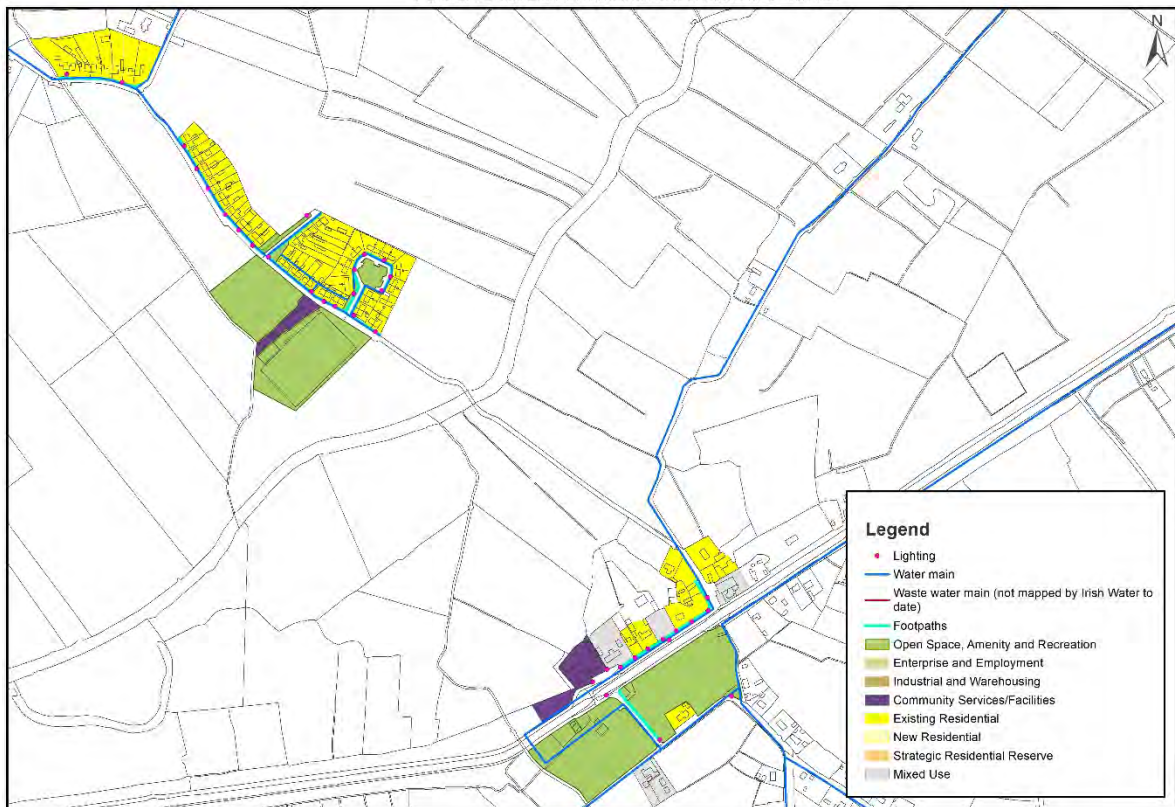 N
Legend
Lighting
Water main
Waste water main (not mapped by Irish Water to
date)
Footpaths
Open Space, Amenity and Recreation
Enterprise and Employment
Industrial and Warehousing
Community Services/Facilities
Existing Residential
New Residential
Strategic Residential Reserve
Mixed Use